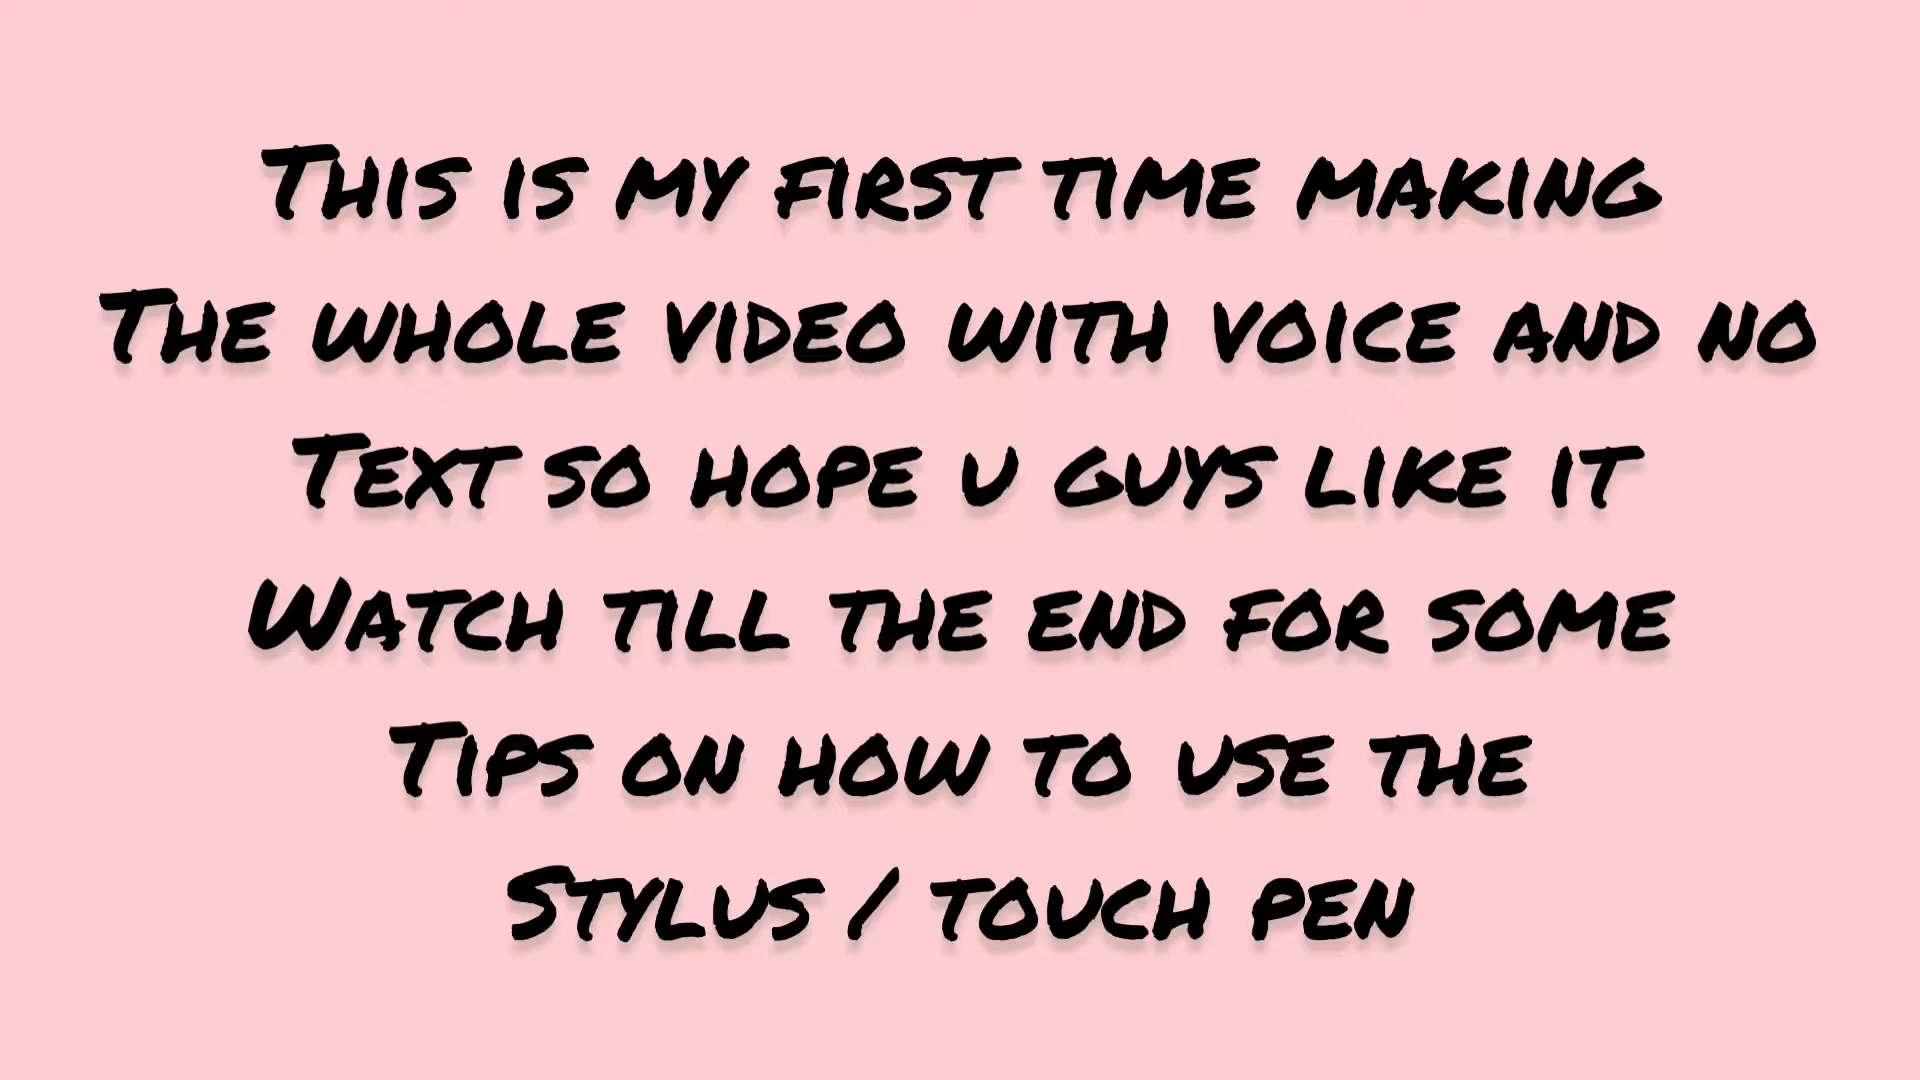 This is my first time making
The whole video with voice and no
Text so hope u guys like it
Watch till the end for some
Tips on how to use the
Stylus / touch pen